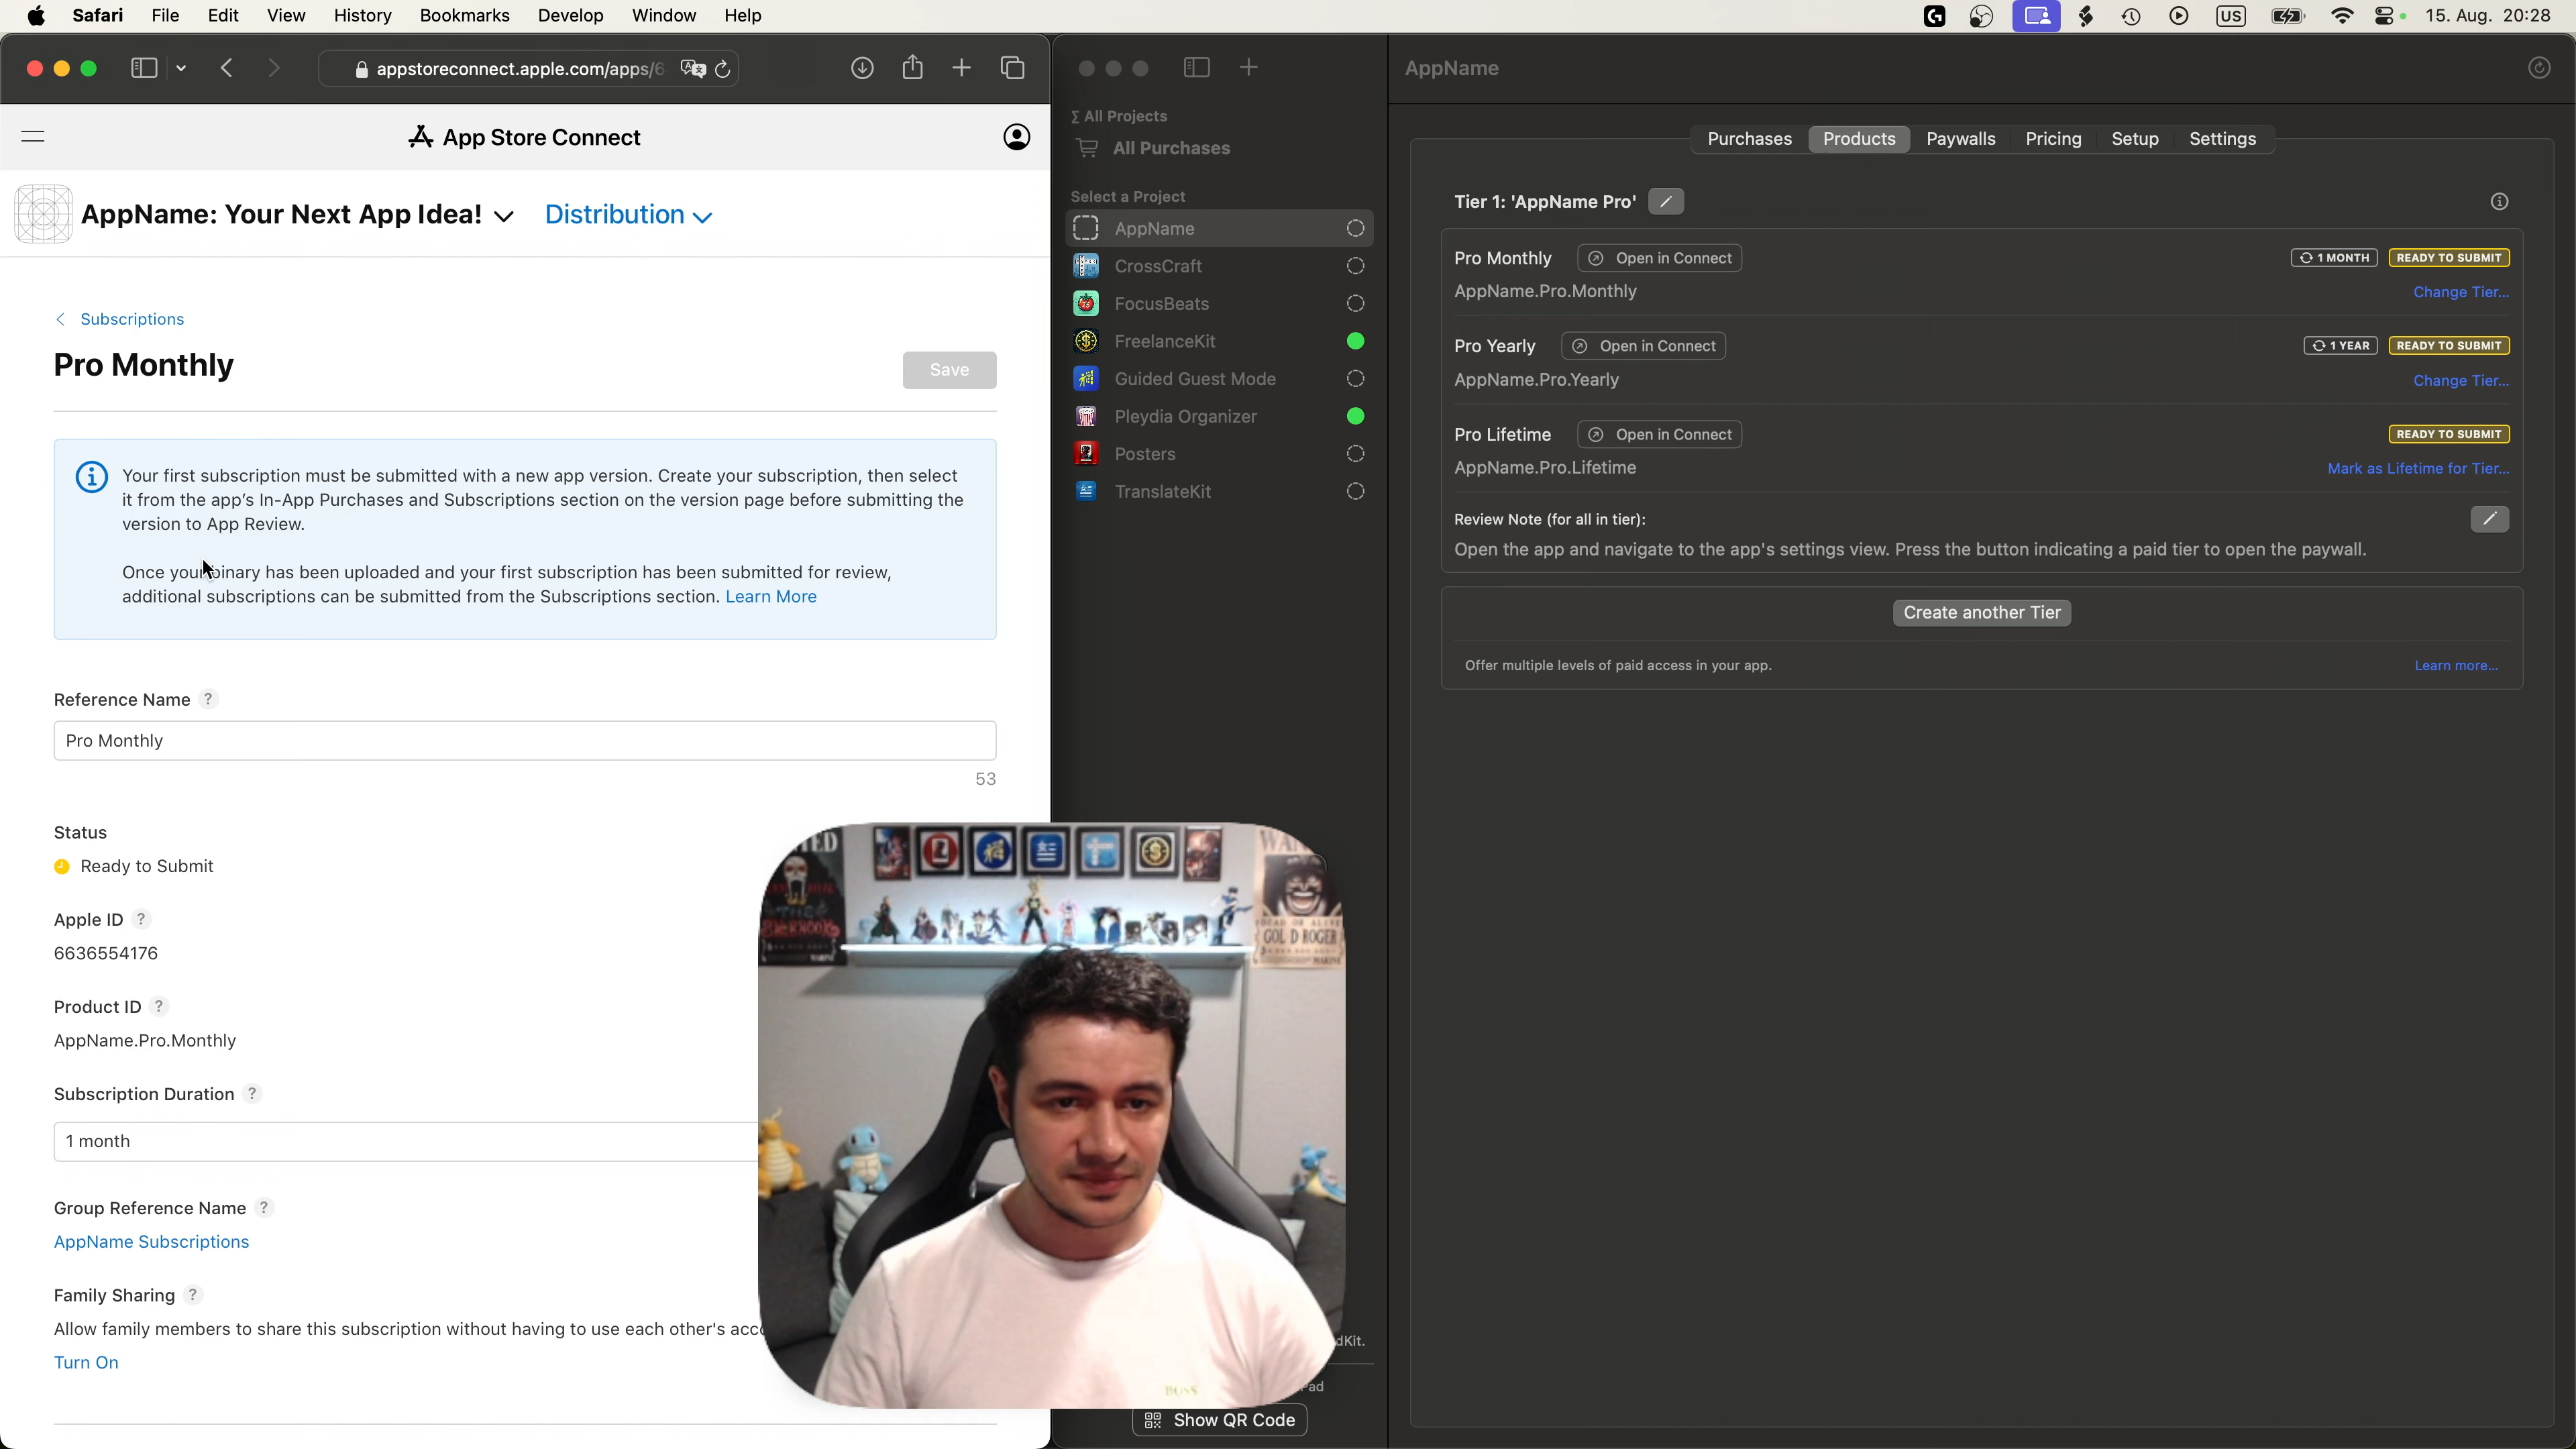 Safari File Edit View History Bookmarks Develop Window Help
US 15. Aug. 20:28
appstoreconnect.apple.com/apps/6
App Store Connect
AppName: Your Next App Idea! Distribution
Subscriptions
Pro Monthly
Save
Your first subscription must be submitted with a new app version. Create your subscription, then select
it from the app's In-App Purchases and Subscriptions section on the version page before submitting the
version to App Review.
Once your binary has been uploaded and your first subscription has been submitted for review,
additional subscriptions can be submitted from the Subscriptions section. Learn More
Reference Name ?
Pro Monthly
53
Status
Ready to Submit
Apple ID ?
6636554176
Product ID ?
AppName.Pro.Monthly
Subscription Duration ?
1 month
Group Reference Name ?
AppName Subscriptions
Family Sharing ?
Allow family members to share this subscription without having to use each other's
Turn On
∑ All Projects
All Purchases
Select a Project
AppName
CrossCraft
FocusBeats
FreelanceKit
Guided Guest Mode
Pleydia Organizer
Posters
TranslateKit
dKit.
Pad
Show QR Code
AppName
Purchases Products Paywalls Pricing Setup Settings
Tier 1: 'AppName Pro'
Pro Monthly Open in Connect 1 MONTH READY TO SUBMIT
AppName.Pro.Monthly Change Tier...
Pro Yearly Open in Connect 1 YEAR READY TO SUBMIT
AppName.Pro.Yearly Change Tier...
Pro Lifetime Open in Connect READY TO SUBMIT
AppName.Pro.Lifetime Mark as Lifetime for Tier...
Review Note (for all in tier):
Open the app and navigate to the app's settings view. Press the button indicating a paid tier to open the paywall.
Create another Tier
Offer multiple levels of paid access in your app. Learn more...
WANTED
DEAD OR ALIVE
GOL D ROGER
BOSS